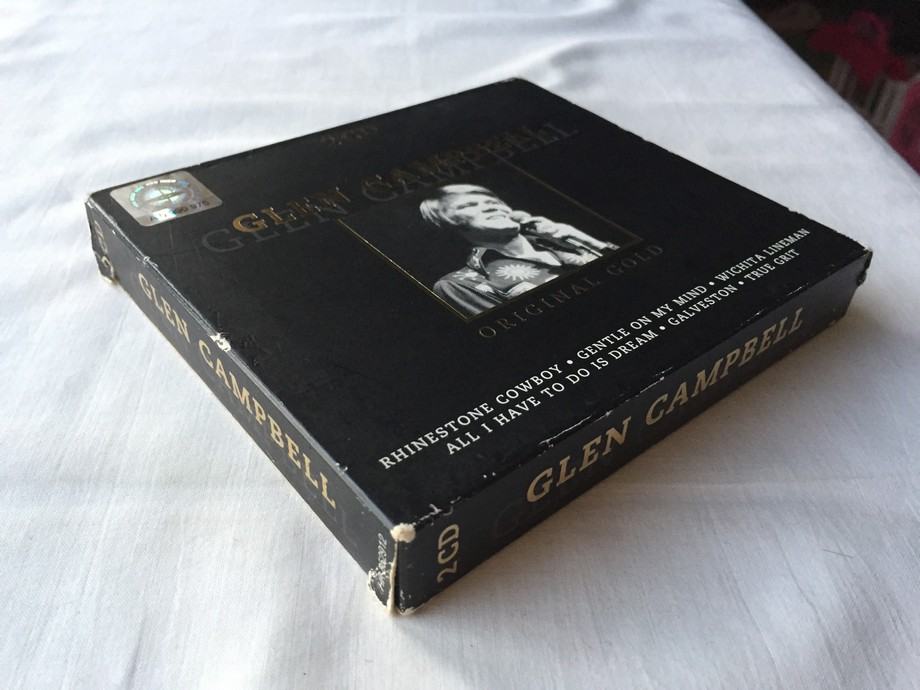 2CD
GLEN CAMPBELL
ORIGINAL GOLD
RHINESTONE COWBOY • GENTLE ON MY MIND • WICHITA LINEMAN
ALL I HAVE TO DO IS DREAM • GALVESTON • TRUE GRIT
GLEN CAMPBELL
2CD
GLEN CAMPBELL